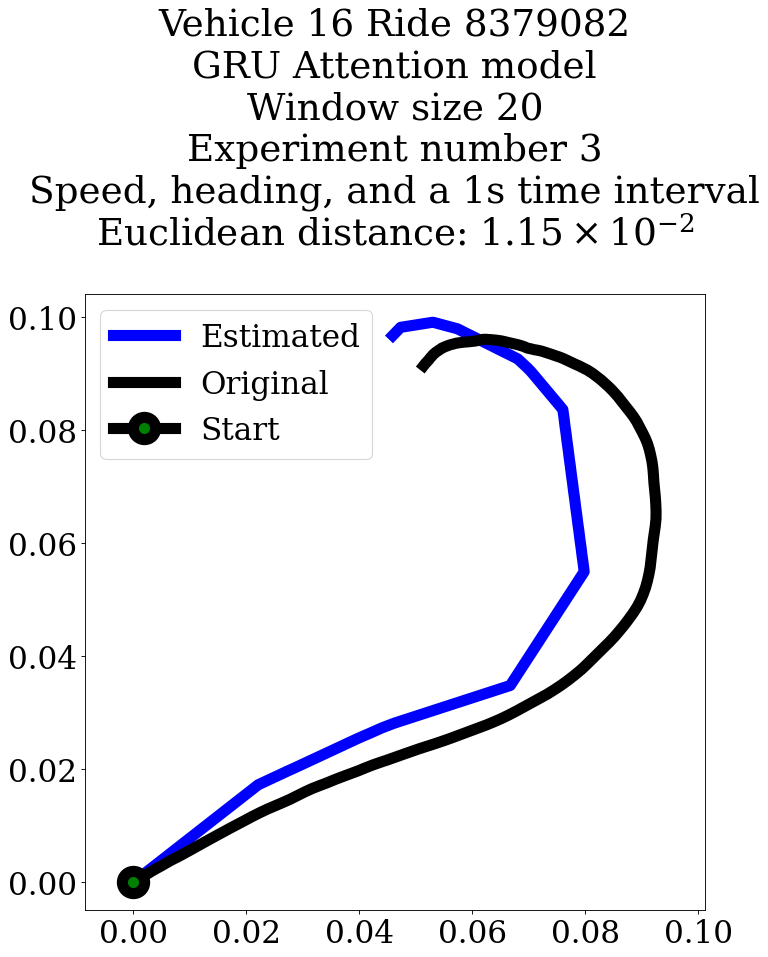 Vehicle 16 Ride 8379082
GRU Attention model
Window size 20
Experiment number 3
Speed, heading, and a 1s time interval
Euclidean distance: 1.15 × 10⁻²
Estimated
Original
Start
0.10
0.08
0.06
0.04
0.02
0.00
0.00 0.02 0.04 0.06 0.08 0.10